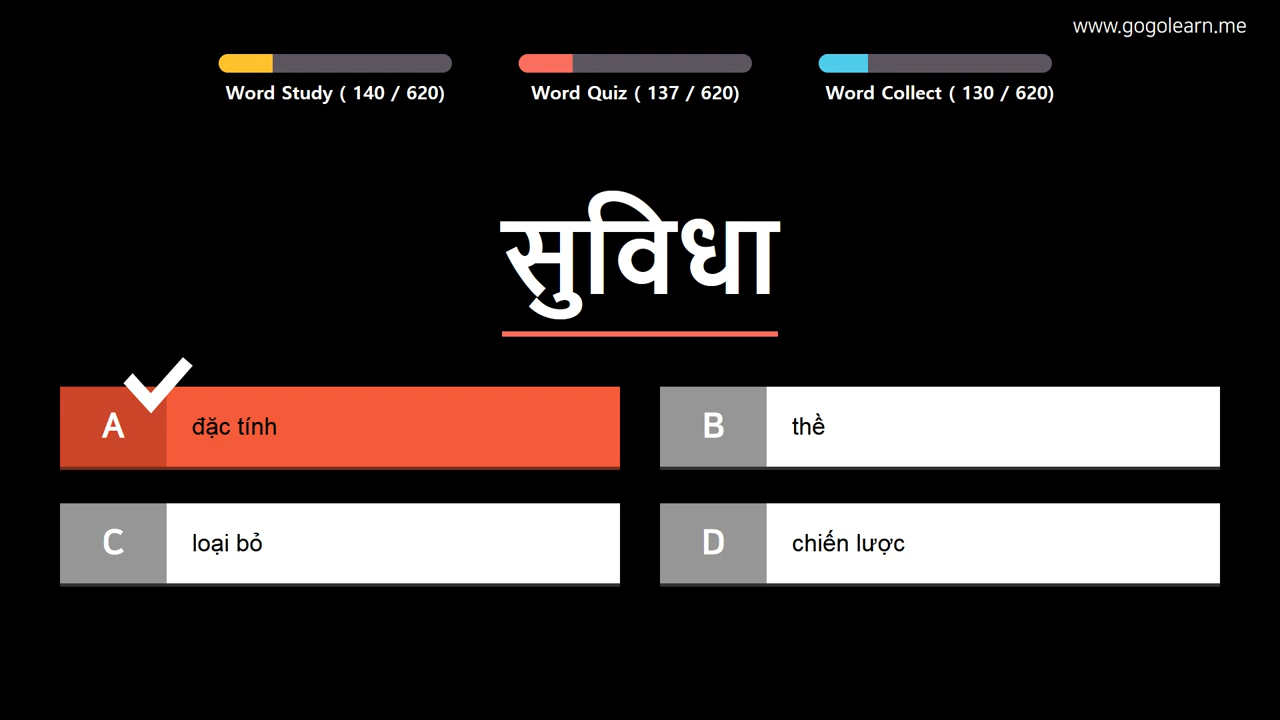 www.gogolearn.me
Word Study ( 140 / 620)
Word Quiz ( 137 / 620)
Word Collect ( 130 / 620)
सुविधा
A
đặc tính
B
thề
C
loại bỏ
D
chiến lược